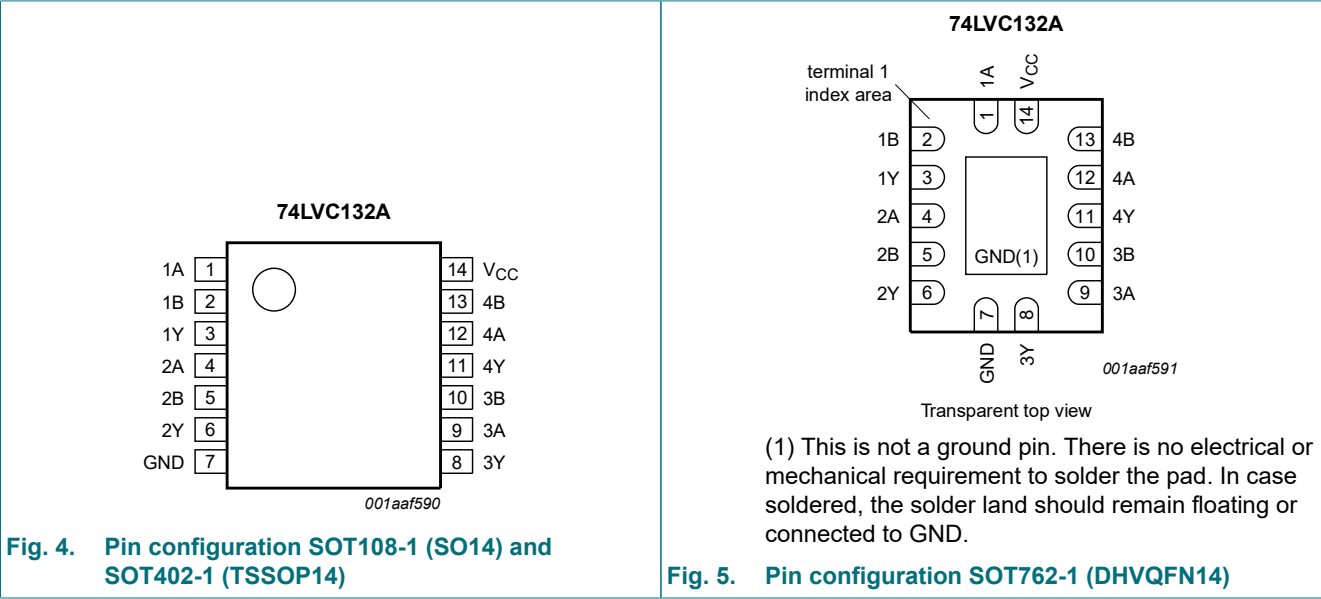 74LVC132A
1A 1
14 VCC
1B 2
13 4B
1Y 3
12 4A
2A 4
11 4Y
2B 5
10 3B
2Y 6
9 3A
GND 7
8 3Y
001aaf590
Fig. 4. Pin configuration SOT108-1 (SO14) and
SOT402-1 (TSSOP14)
74LVC132A
terminal 1
index area
1A
VCC
1
14
1B 2
13 4B
1Y 3
12 4A
2A 4
11 4Y
2B 5
GND(1)
10 3B
2Y 6
9 3A
7
8
GND
3Y
001aaf591
Transparent top view
(1) This is not a ground pin. There is no electrical or
mechanical requirement to solder the pad. In case
soldered, the solder land should remain floating or
connected to GND.
Fig. 5. Pin configuration SOT762-1 (DHVQFN14)